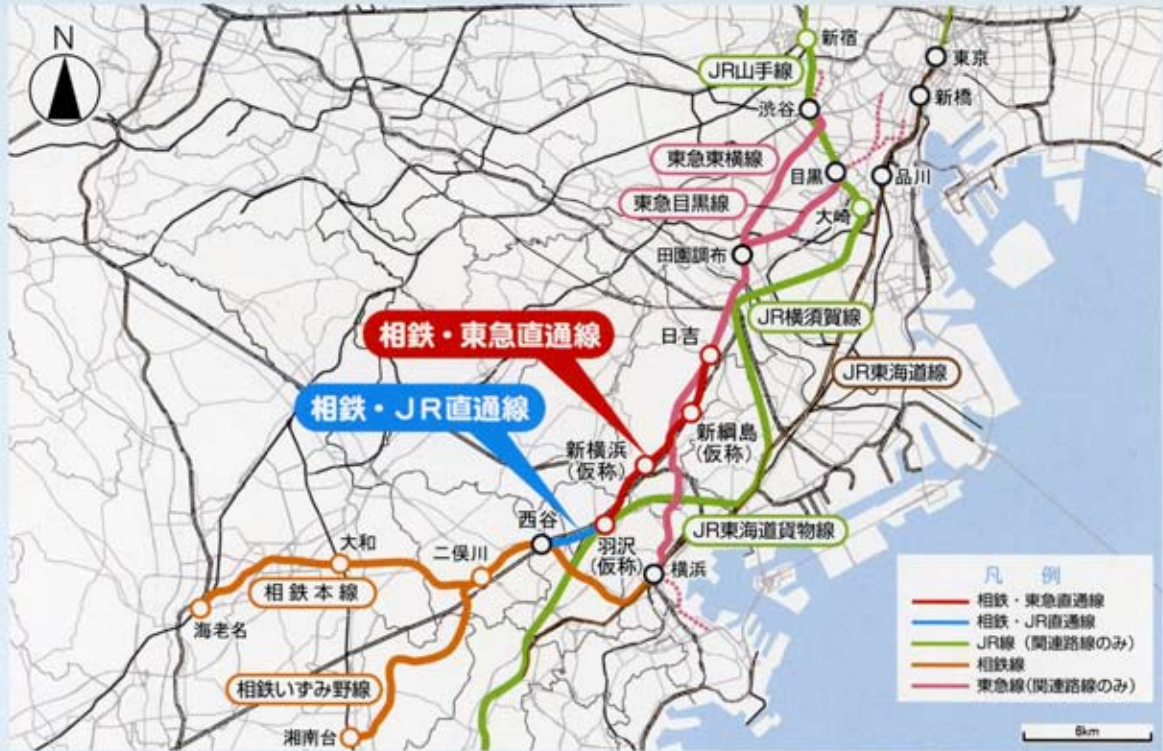 N
新宿
東京
JR山手線
新橋
渋谷
東急東横線
目黒
品川
東急目黒線
大崎
田園調布
JR横須賀線
相鉄・東急直通線
日吉
JR東海道線
相鉄・JR直通線
新横浜
(仮称)
新綱島
(仮称)
西谷
JR東海道貨物線
羽沢
(仮称)
横浜
大和
二俣川
相鉄本線
海老名
相鉄いずみ野線
湘南台
凡 例
相鉄・東急直通線
相鉄・JR直通線
JR線(関連路線のみ)
相鉄線
東急線(関連路線のみ)
6km